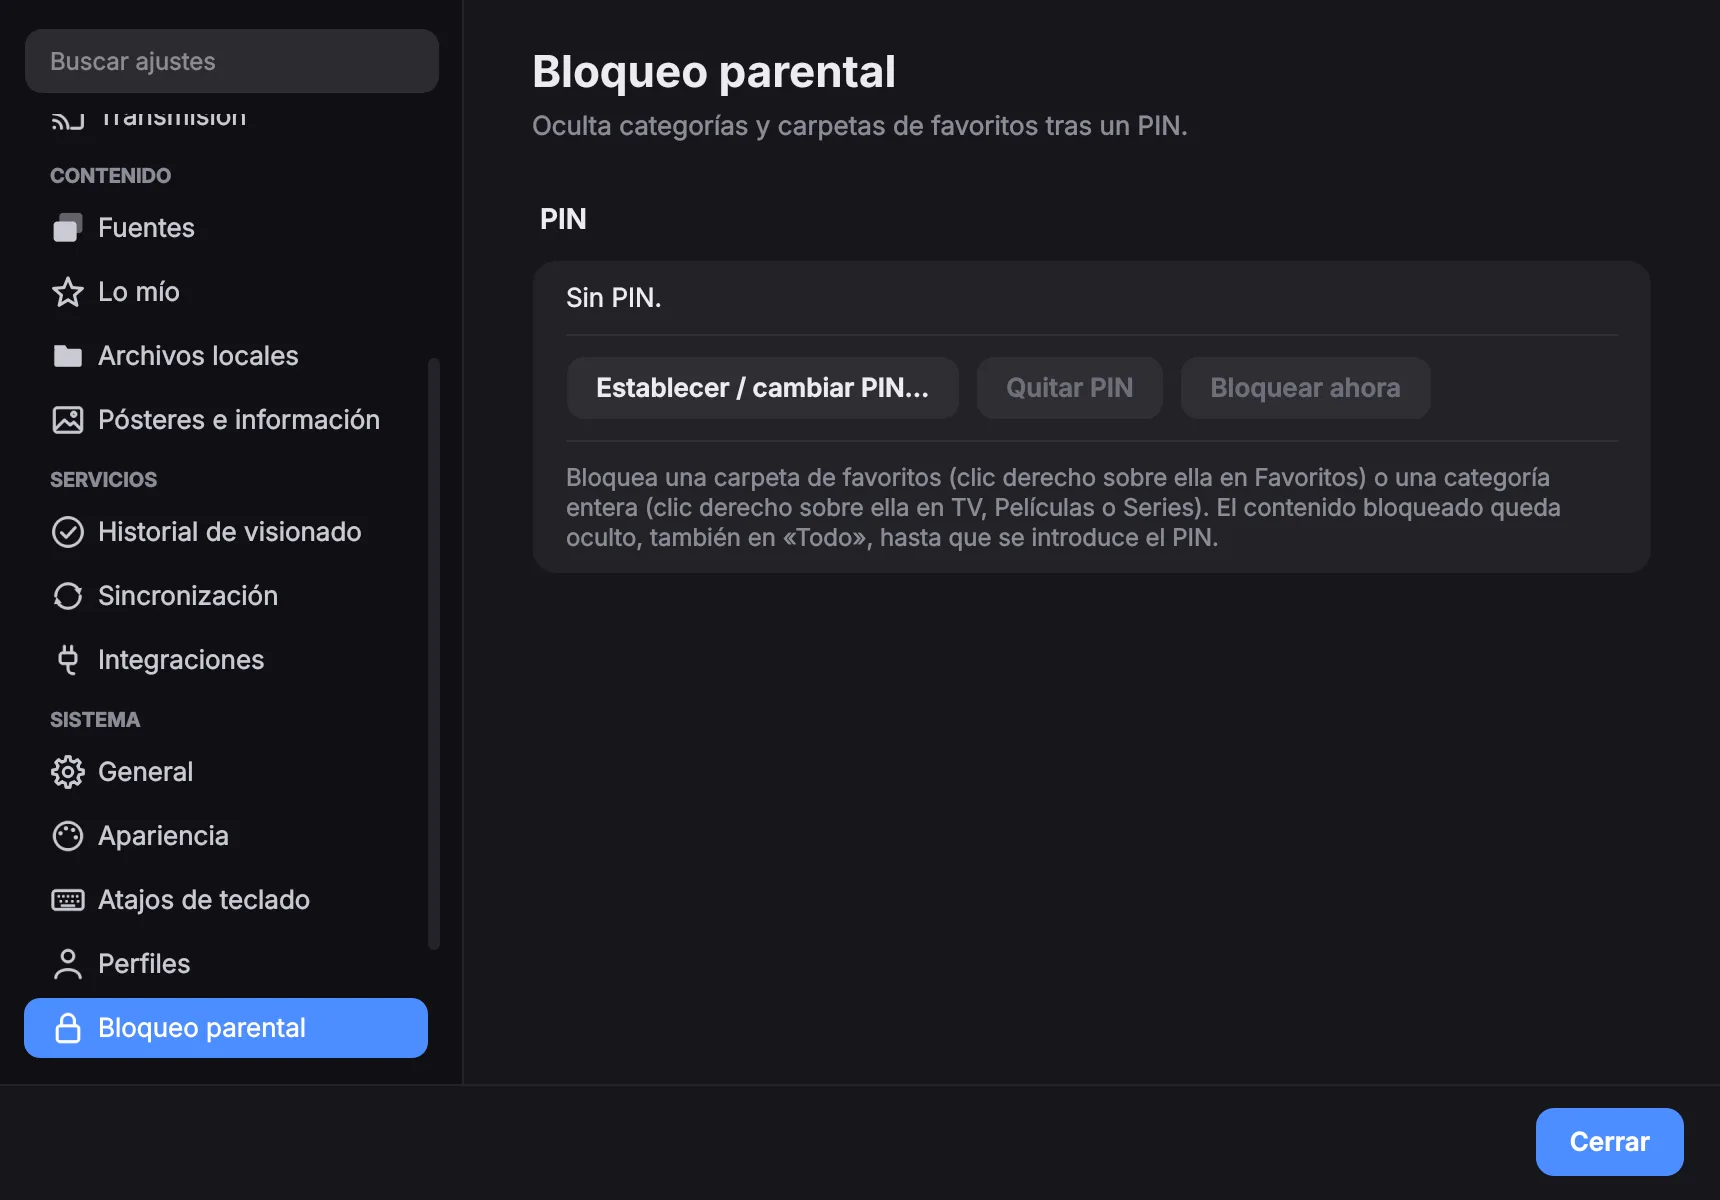 Buscar ajustes
Transmisión
CONTENIDO
Fuentes
Lo mío
Archivos locales
Pósteres e información
SERVICIOS
Historial de visionado
Sincronización
Integraciones
SISTEMA
General
Apariencia
Atajos de teclado
Perfiles
Bloqueo parental
Bloqueo parental
Oculta categorías y carpetas de favoritos tras un PIN.
PIN
Sin PIN.
Establecer / cambiar PIN...
Quitar PIN
Bloquear ahora
Bloquea una carpeta de favoritos (clic derecho sobre ella en Favoritos) o una categoría
entera (clic derecho sobre ella en TV, Películas o Series). El contenido bloqueado queda
oculto, también en «Todo», hasta que se introduce el PIN.
Cerrar